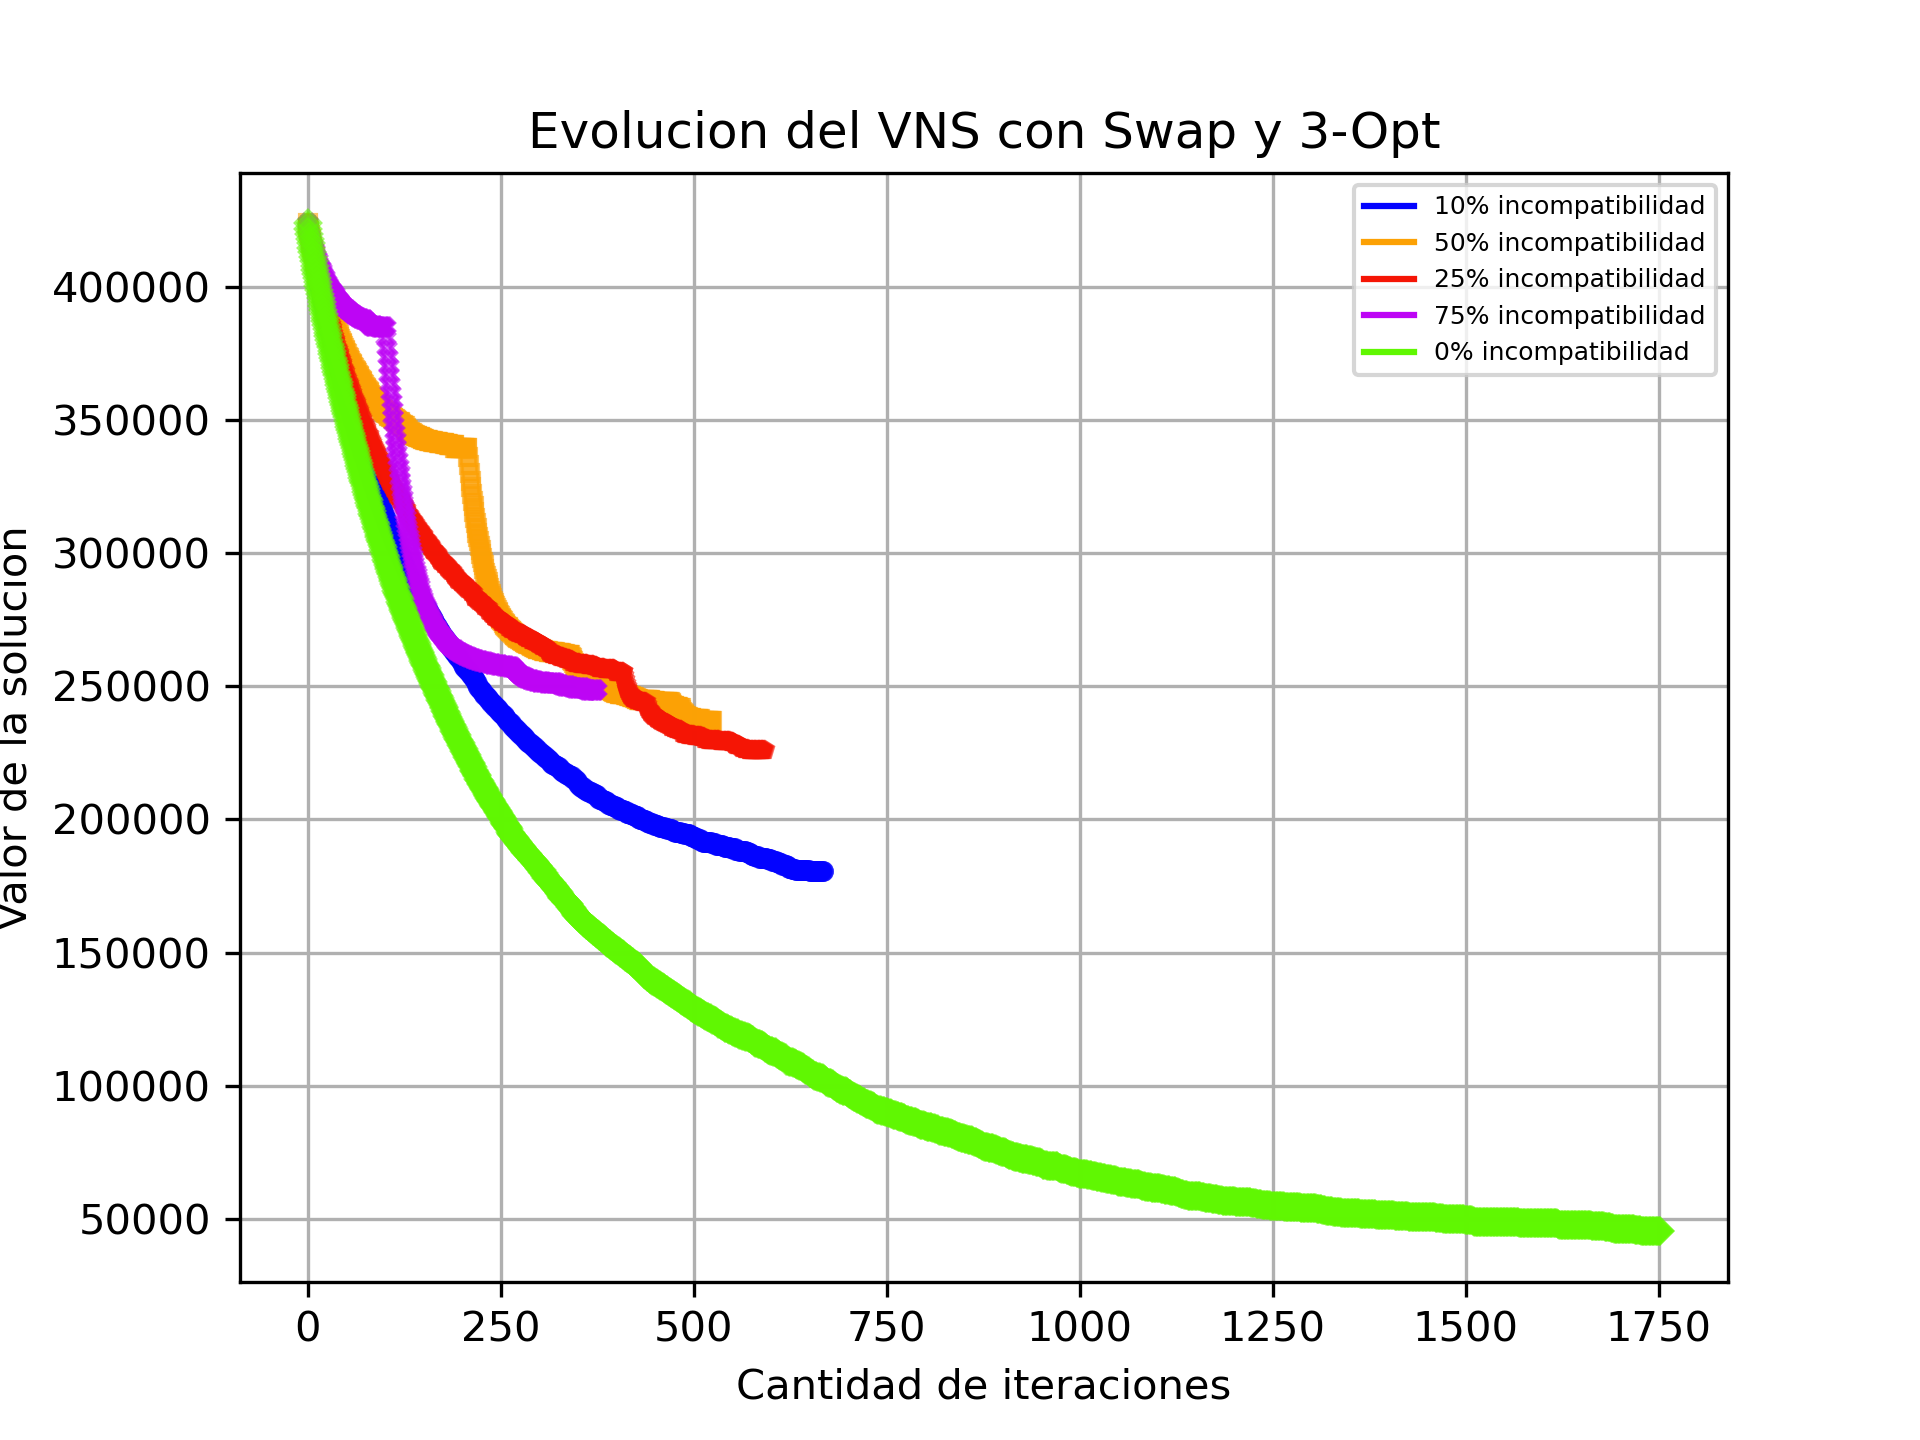 Evolucion del VNS con Swap y 3-Opt
10% incompatibilidad
50% incompatibilidad
25% incompatibilidad
75% incompatibilidad
0% incompatibilidad
Valor de la solucion
400000
350000
300000
250000
200000
150000
100000
50000
0 250 500 750 1000 1250 1500 1750
Cantidad de iteraciones